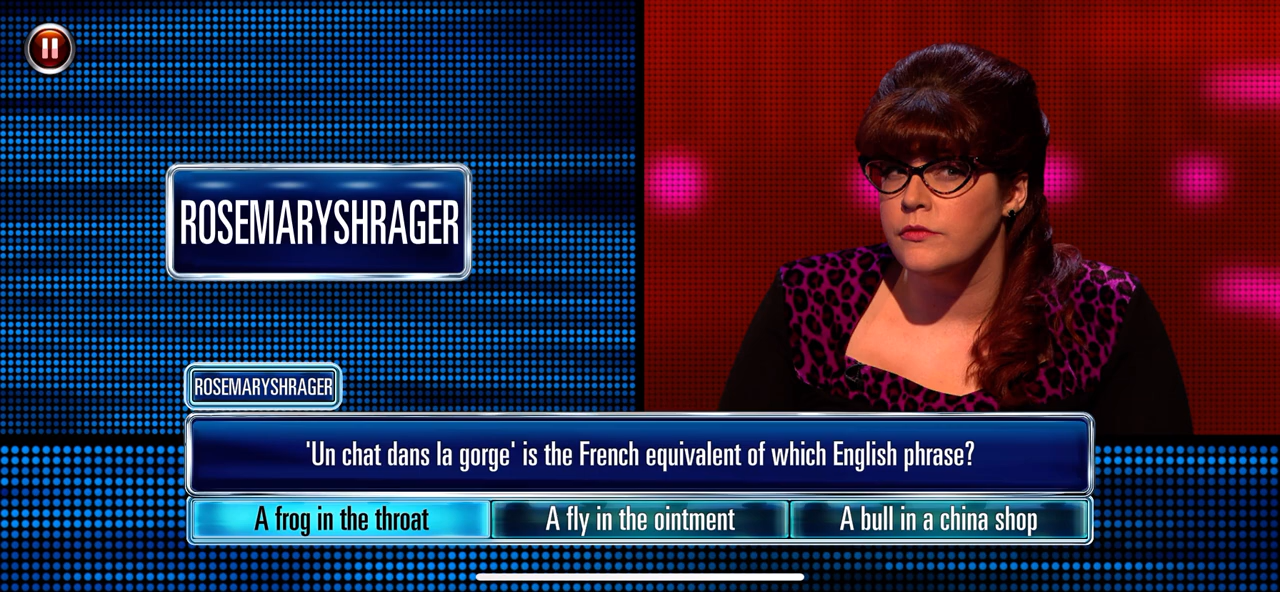 ROSEMARYSHRAGER
ROSEMARYSHRAGER
'Un chat dans la gorge' is the French equivalent of which English phrase?
A frog in the throat
A fly in the ointment
A bull in a china shop